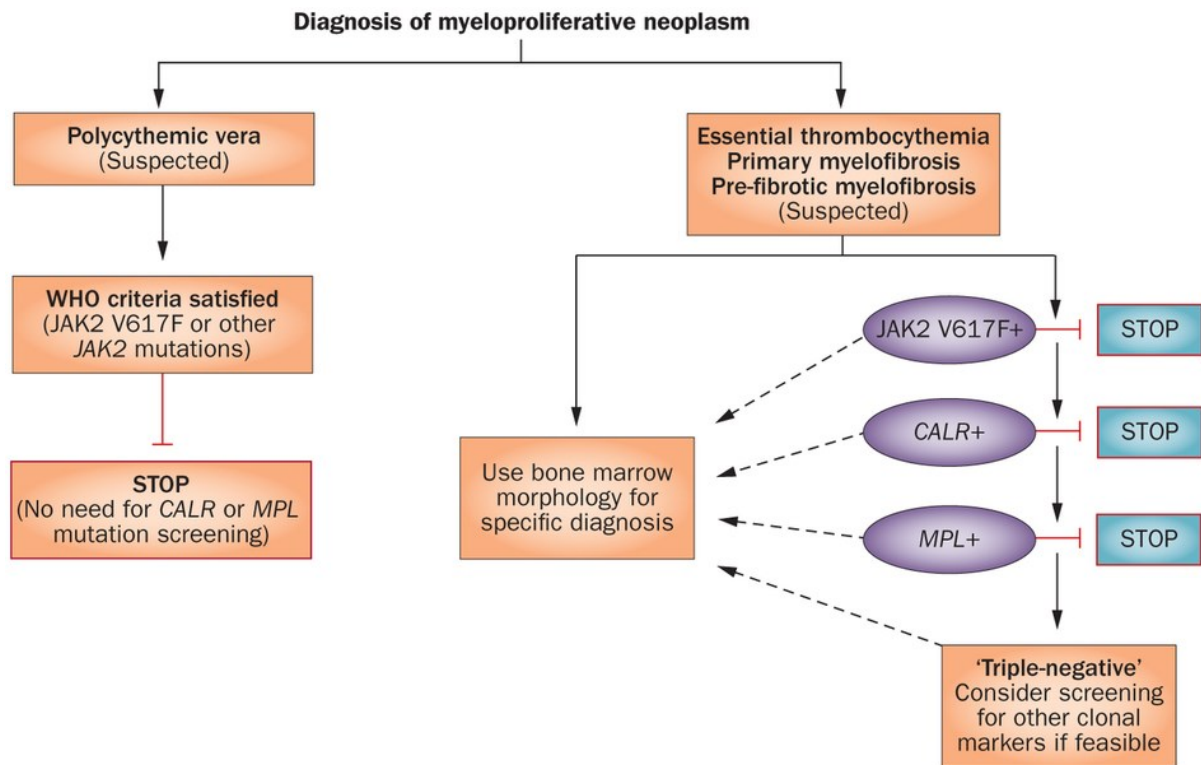 Diagnosis of myeloproliferative neoplasm
Polycythemic vera
(Suspected)
WHO criteria satisfied
(JAK2 V617F or other
JAK2 mutations)
STOP
(No need for CALR or MPL
mutation screening)
Essential thrombocythemia
Primary myelofibrosis
Pre-fibrotic myelofibrosis
(Suspected)
Use bone marrow
morphology for
specific diagnosis
JAK2 V617F+
STOP
CALR+
STOP
MPL+
STOP
'Triple-negative'
Consider screening
for other clonal
markers if feasible